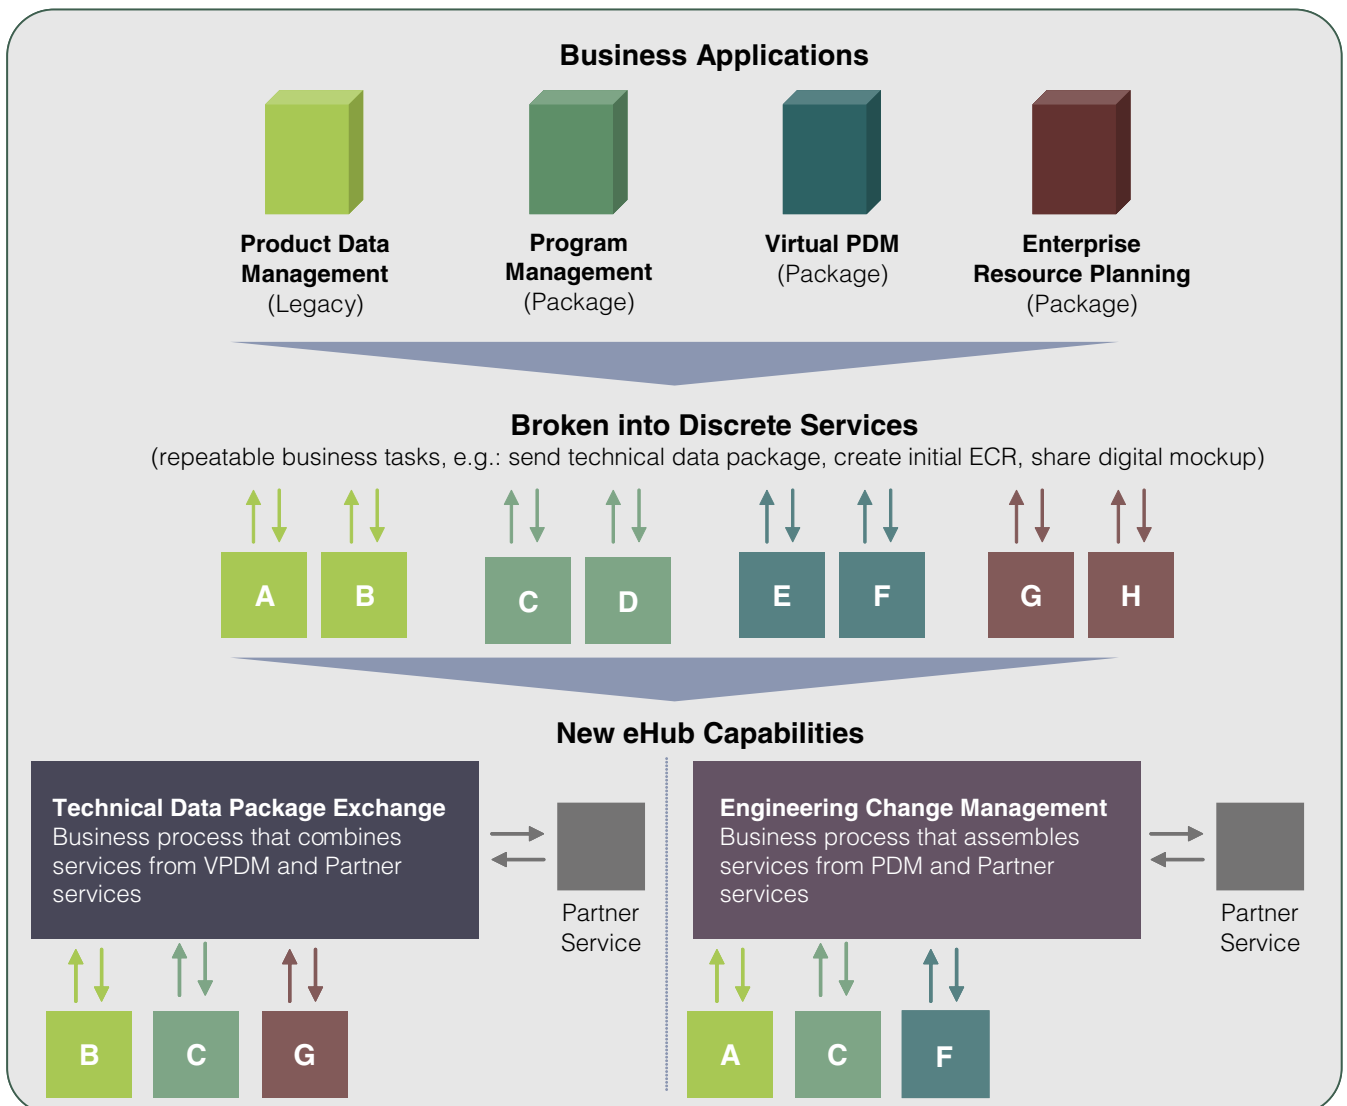 Business Applications
Product Data
Management
(Legacy)
Program
Management
(Package)
Virtual PDM
(Package)
Enterprise
Resource Planning
(Package)
Broken into Discrete Services
(repeatable business tasks, e.g.: send technical data package, create initial ECR, share digital mockup)
A
B
C
D
E
F
G
H
New eHub Capabilities
Technical Data Package Exchange
Business process that combines
services from VPDM and Partner
services
Partner
Service
B
C
G
Engineering Change Management
Business process that assembles
services from PDM and Partner
services
Partner
Service
A
C
F